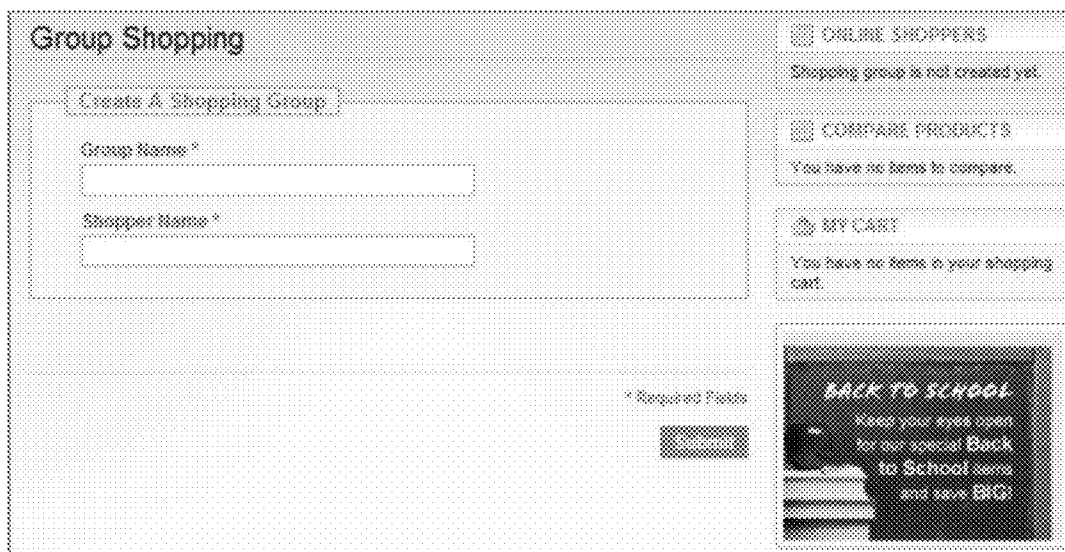 Group Shopping
Create A Shopping Group
Group Name *
Shopper Name *
* Required Fields
Submit
ONLINE SHOPPERS
Shopping group is not created yet.
COMPARE PRODUCTS
You have no items to compare.
MY CART
You have no items in your shopping
cart.
BACK TO SCHOOL
Keep your eyes open
for our special Back
to School items
and save BIG!